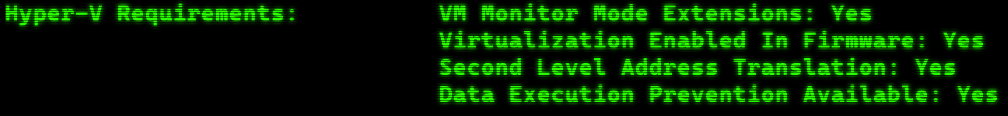 Hyper-V Requirements: VM Monitor Mode Extensions: Yes
Virtualization Enabled In Firmware: Yes
Second Level Address Translation: Yes
Data Execution Prevention Available: Yes